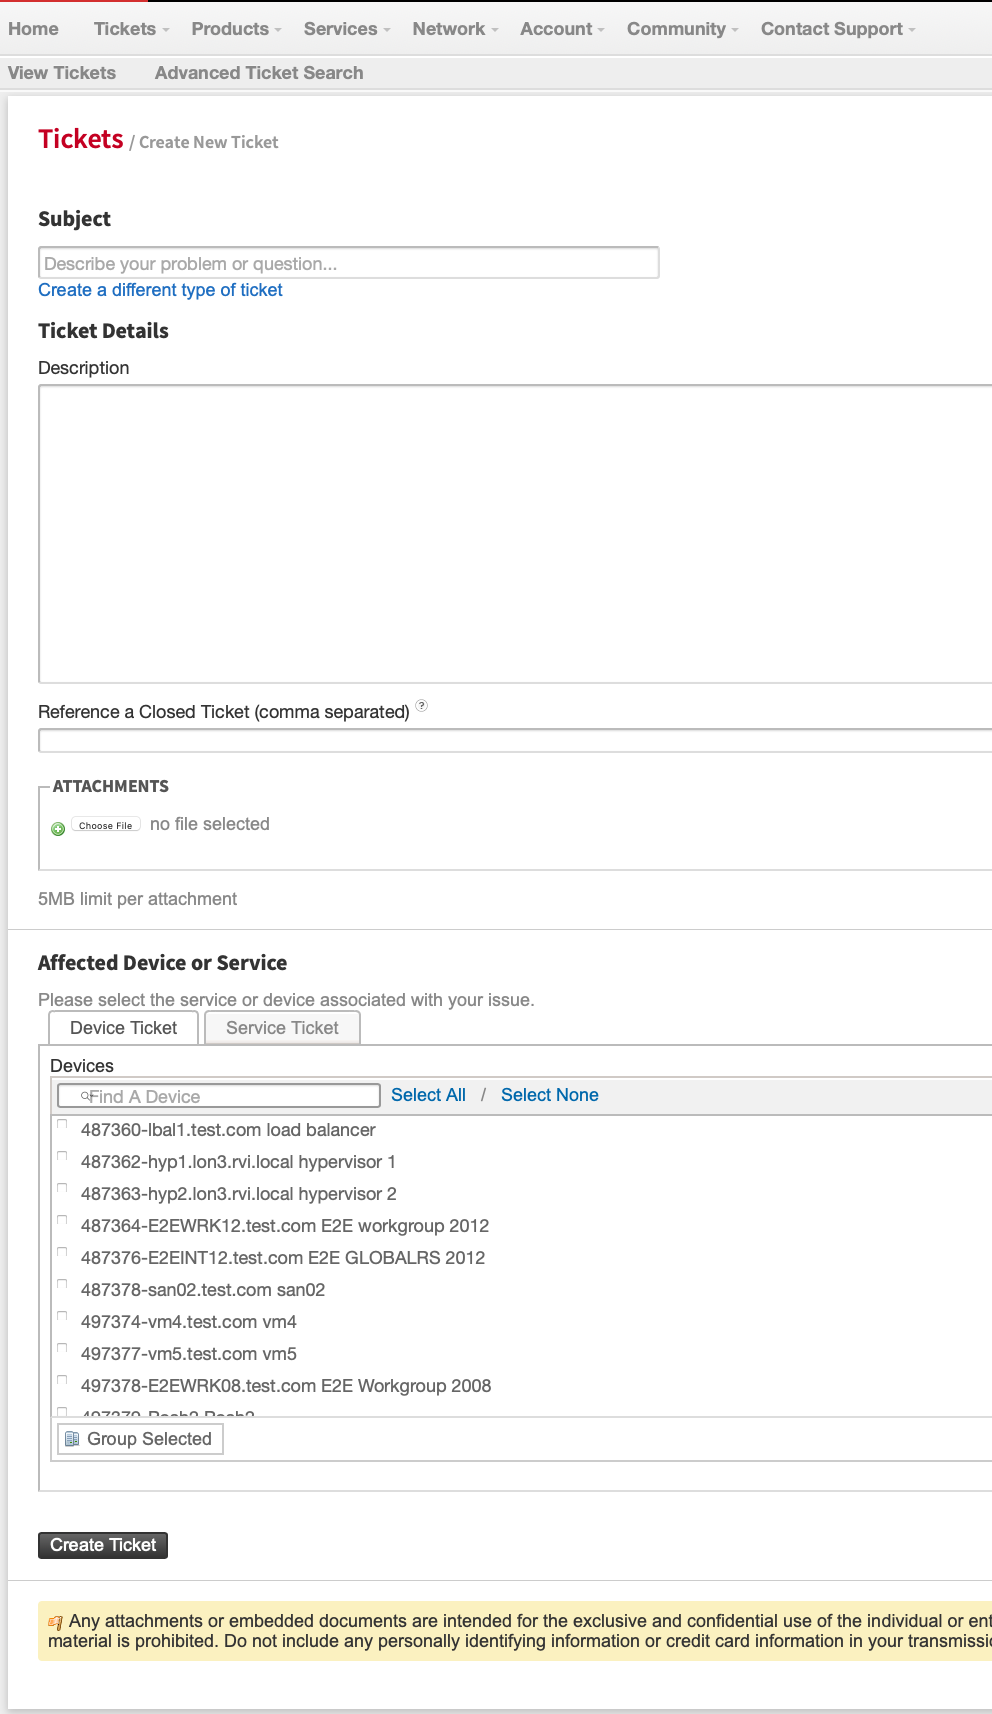 Home Tickets Products Services Network Account Community Contact Support
View Tickets Advanced Ticket Search
Tickets / Create New Ticket
Subject
Describe your problem or question...
Create a different type of ticket
Ticket Details
Description
Reference a Closed Ticket (comma separated) ?
ATTACHMENTS
Choose File no file selected
5MB limit per attachment
Affected Device or Service
Please select the service or device associated with your issue.
Device Ticket Service Ticket
Devices
Find A Device Select All / Select None
487360-lbal1.test.com load balancer
487362-hyp1.lon3.rvi.local hypervisor 1
487363-hyp2.lon3.rvi.local hypervisor 2
487364-E2EWRK12.test.com E2E workgroup 2012
487376-E2EINT12.test.com E2E GLOBALRS 2012
487378-san02.test.com san02
497374-vm4.test.com vm4
497377-vm5.test.com vm5
497378-E2EWRK08.test.com E2E Workgroup 2008
Group Selected
Create Ticket
Any attachments or embedded documents are intended for the exclusive and confidential use of the individual or ent
material is prohibited. Do not include any personally identifying information or credit card information in your transmissi